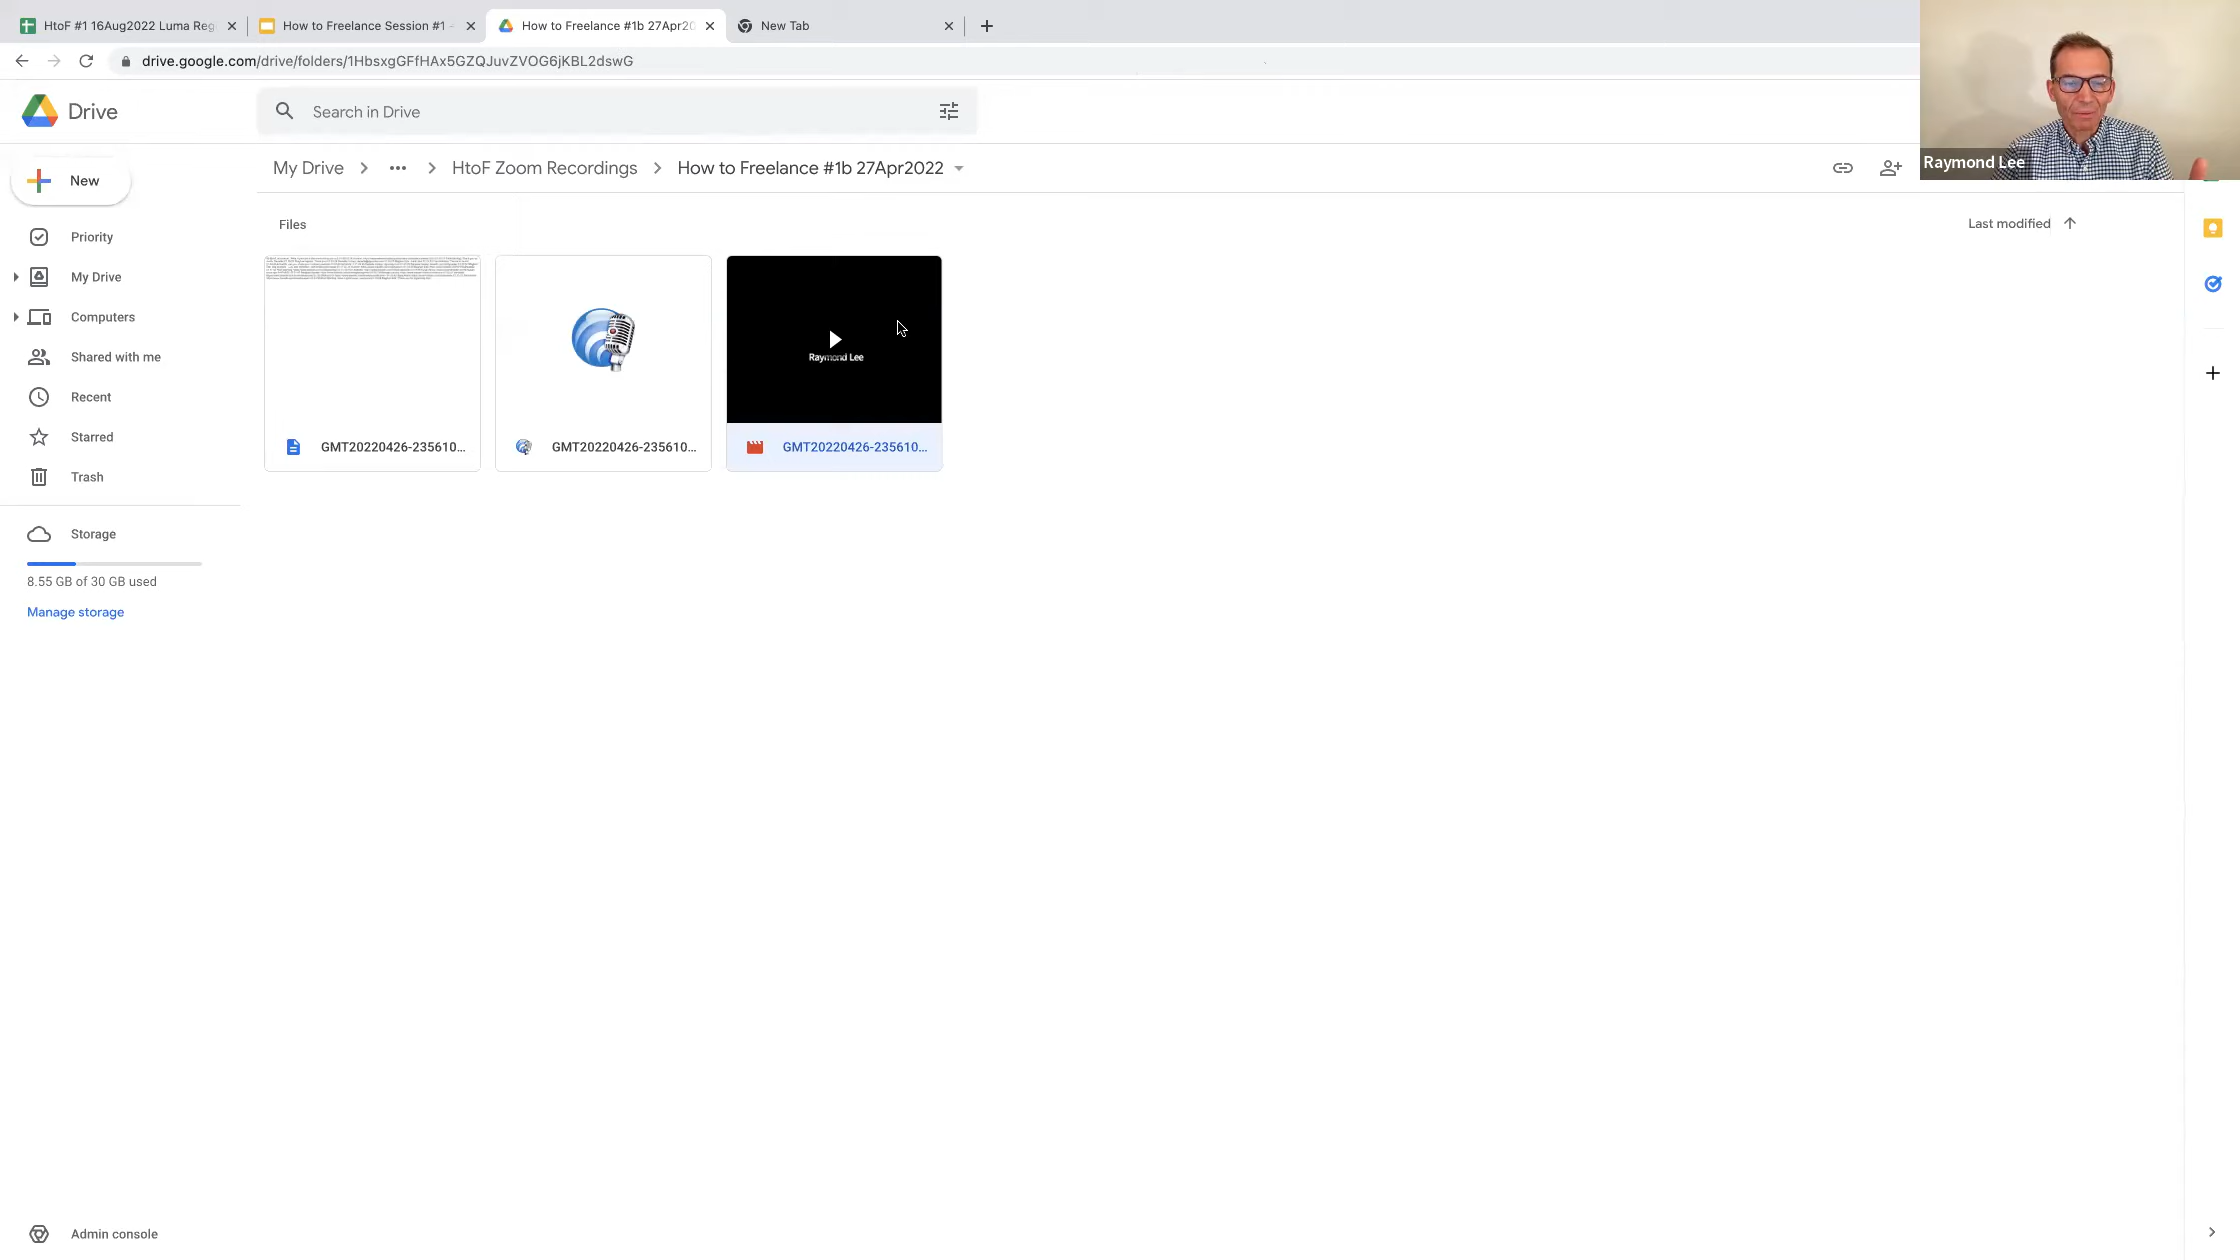 HtoF #1 16Aug2022 Luma Reg
How to Freelance Session #1 -
How to Freelance #1b 27Apr20
New Tab
drive.google.com/drive/folders/1HbsxgGFfHAx5GZQJuvZVOG6jKBL2dswG
Drive
Search in Drive
Raymond Lee
My Drive
HtoF Zoom Recordings
How to Freelance #1b 27Apr2022
New
Files
Last modified
Priority
My Drive
Computers
Shared with me
Recent
Starred
Trash
Storage
8.55 GB of 30 GB used
Manage storage
Raymond Lee
GMT20220426-235610...
GMT20220426-235610...
GMT20220426-235610...
Admin console